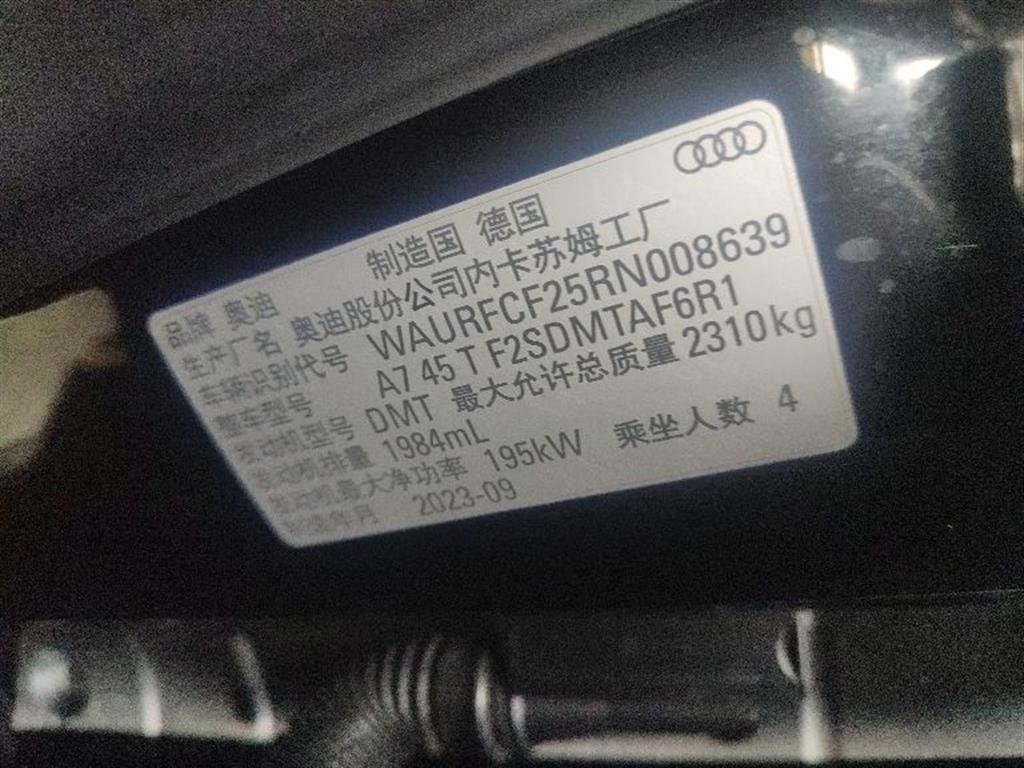 品牌 奥迪 制造国 德国
生产厂名 奥迪股份公司内卡苏姆工厂
车辆识别代号 WAURFCF25RN008639
整车型号 A7 45 T F2SDMTAF6R1
发动机型号 DMT 最大允许总质量 2310kg
发动机排量 1984mL
发动机最大净功率 195kW 乘坐人数 4
制造年月 2023-09